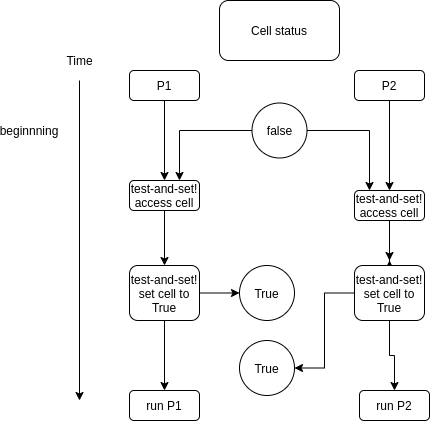 Cell status
Time
P1
P2
beginnning
false
test-and-set!
access cell
test-and-set!
access cell
test-and-set!
set cell to
True
True
test-and-set!
set cell to
True
True
run P1
run P2